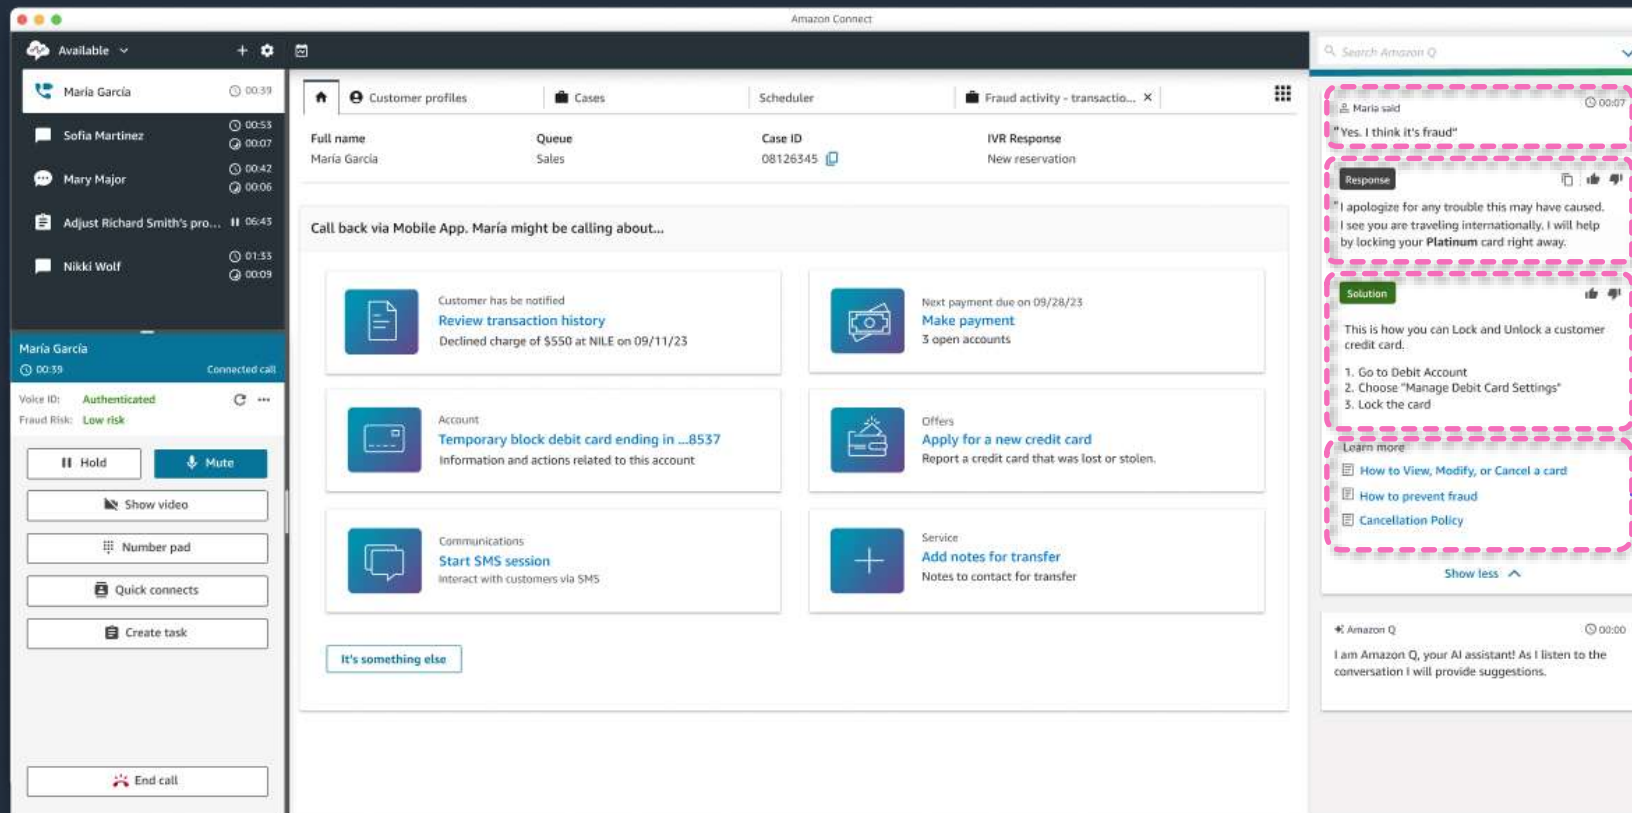 Amazon Connect
Available
María García 00:39
Sofia Martinez 00:53
00:07
Mary Major 00:42
00:06
Adjust Richard Smith's pro... 06:43
Nikki Wolf 01:33
00:09
María García
00:39 Connected call
Voice ID: Authenticated
Fraud Risk: Low risk
Hold Mute
Show video
Number pad
Quick connects
Create task
End call
Customer profiles Cases Scheduler Fraud activity - transactio...
Full name Queue Case ID IVR Response
María García Sales 08126345 New reservation
Call back via Mobile App. María might be calling about...
Customer has be notified
Review transaction history
Declined charge of $550 at NILE on 09/11/23
Next payment due on 09/28/23
Make payment
3 open accounts
Account
Temporary block debit card ending in ...8537
Information and actions related to this account
Offers
Apply for a new credit card
Report a credit card that was lost or stolen.
Communications
Start SMS session
Interact with customers via SMS
Service
Add notes for transfer
Notes to contact for transfer
It's something else
Search Amazon Q
Maria said 00:07
"Yes. I think it's fraud"
Response
"I apologize for any trouble this may have caused.
I see you are traveling internationally. I will help
by locking your Platinum card right away.
Solution
This is how you can Lock and Unlock a customer
credit card.
1. Go to Debit Account
2. Choose "Manage Debit Card Settings"
3. Lock the card
Learn more
How to View, Modify, or Cancel a card
How to prevent fraud
Cancellation Policy
Show less
Amazon Q 00:00
I am Amazon Q, your AI assistant! As I listen to the
conversation I will provide suggestions.